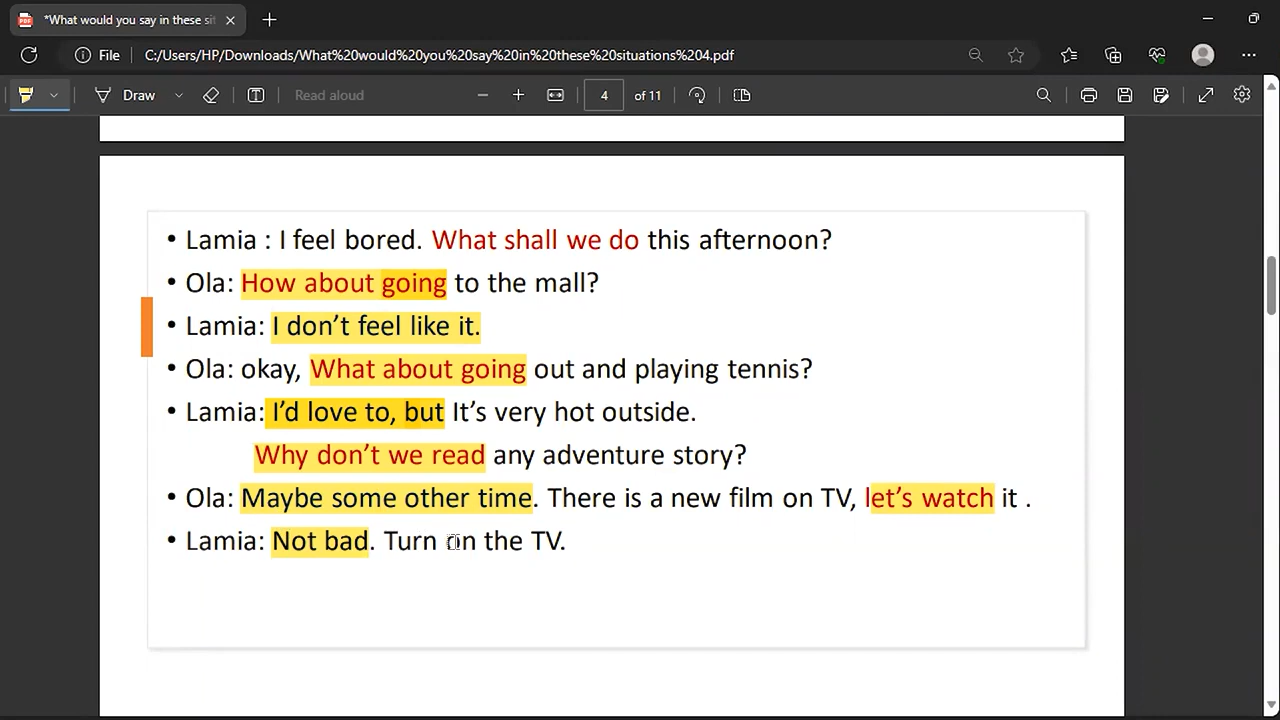 *What would you say in these sit
File
C:/Users/HP/Downloads/What%20would%20you%20say%20in%20these%20situations%204.pdf
Draw
Read aloud
4 of 11
• Lamia : I feel bored. What shall we do this afternoon?
• Ola: How about going to the mall?
• Lamia: I don’t feel like it.
• Ola: okay, What about going out and playing tennis?
• Lamia: I’d love to, but It’s very hot outside.
Why don’t we read any adventure story?
• Ola: Maybe some other time. There is a new film on TV, let’s watch it .
• Lamia: Not bad. Turn on the TV.